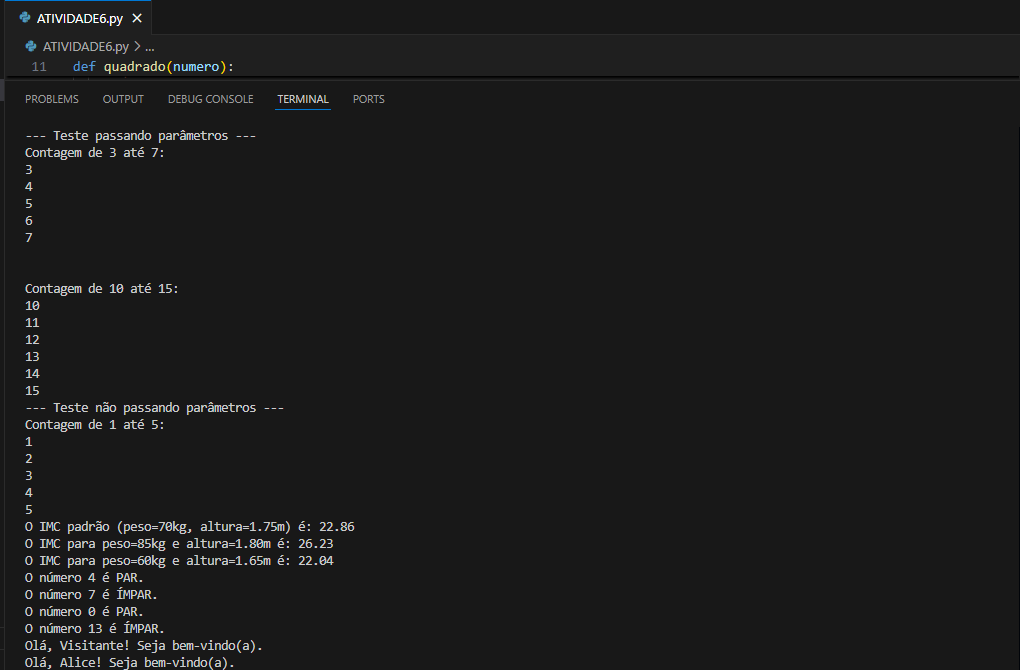 ATIVIDADE6.py ✕
ATIVIDADE6.py > ...
11 def quadrado(numero):
PROBLEMS OUTPUT DEBUG CONSOLE TERMINAL PORTS
--- Teste passando parâmetros ---
Contagem de 3 até 7:
3
4
5
6
7
Contagem de 10 até 15:
10
11
12
13
14
15
--- Teste não passando parâmetros ---
Contagem de 1 até 5:
1
2
3
4
5
O IMC padrão (peso=70kg, altura=1.75m) é: 22.86
O IMC para peso=85kg e altura=1.80m é: 26.23
O IMC para peso=60kg e altura=1.65m é: 22.04
O número 4 é PAR.
O número 7 é ÍMPAR.
O número 0 é PAR.
O número 13 é ÍMPAR.
Olá, Visitante! Seja bem-vindo(a).
Olá, Alice! Seja bem-vindo(a).